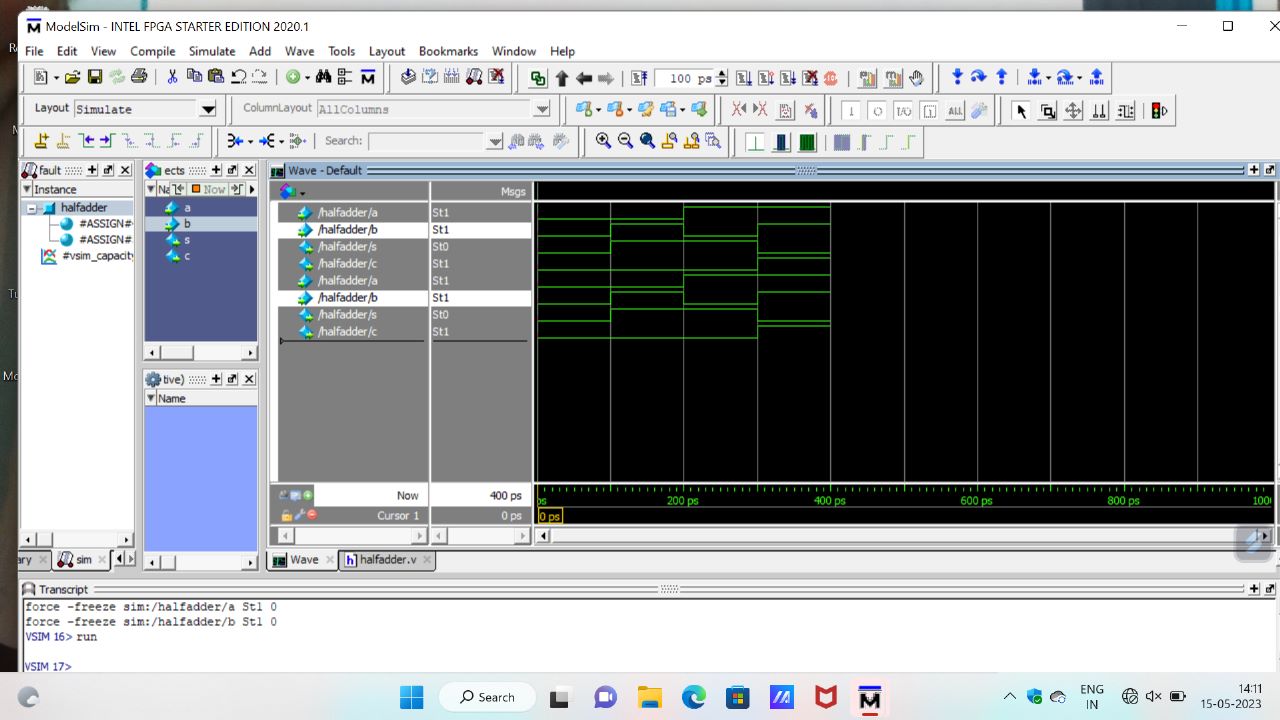 ModelSim - INTEL FPGA STARTER EDITION 2020.1
File Edit View Compile Simulate Add Wave Tools Layout Bookmarks Window Help
100 ps
Layout Simulate ColumnLayout AllColumns
ALL
Search:
fault
ects
Wave - Default
Instance
Now
Msgs
halfadder
#ASSIGN#
#ASSIGN#
#vsim_capacity
a
b
s
c
/halfadder/a St1
/halfadder/b St1
/halfadder/s St0
/halfadder/c St1
/halfadder/a St1
/halfadder/b St1
/halfadder/s St0
/halfadder/c St1
tive)
Name
Now 400 ps
ps 200 ps 400 ps 600 ps 800 ps 1000
Cursor 1 0 ps 0 ps
ary sim Wave halfadder.v
Transcript
force -freeze sim:/halfadder/a St1 0
force -freeze sim:/halfadder/b St1 0
VSIM 16> run
VSIM 17>
Search
ENG
IN
14:11
15-05-2023